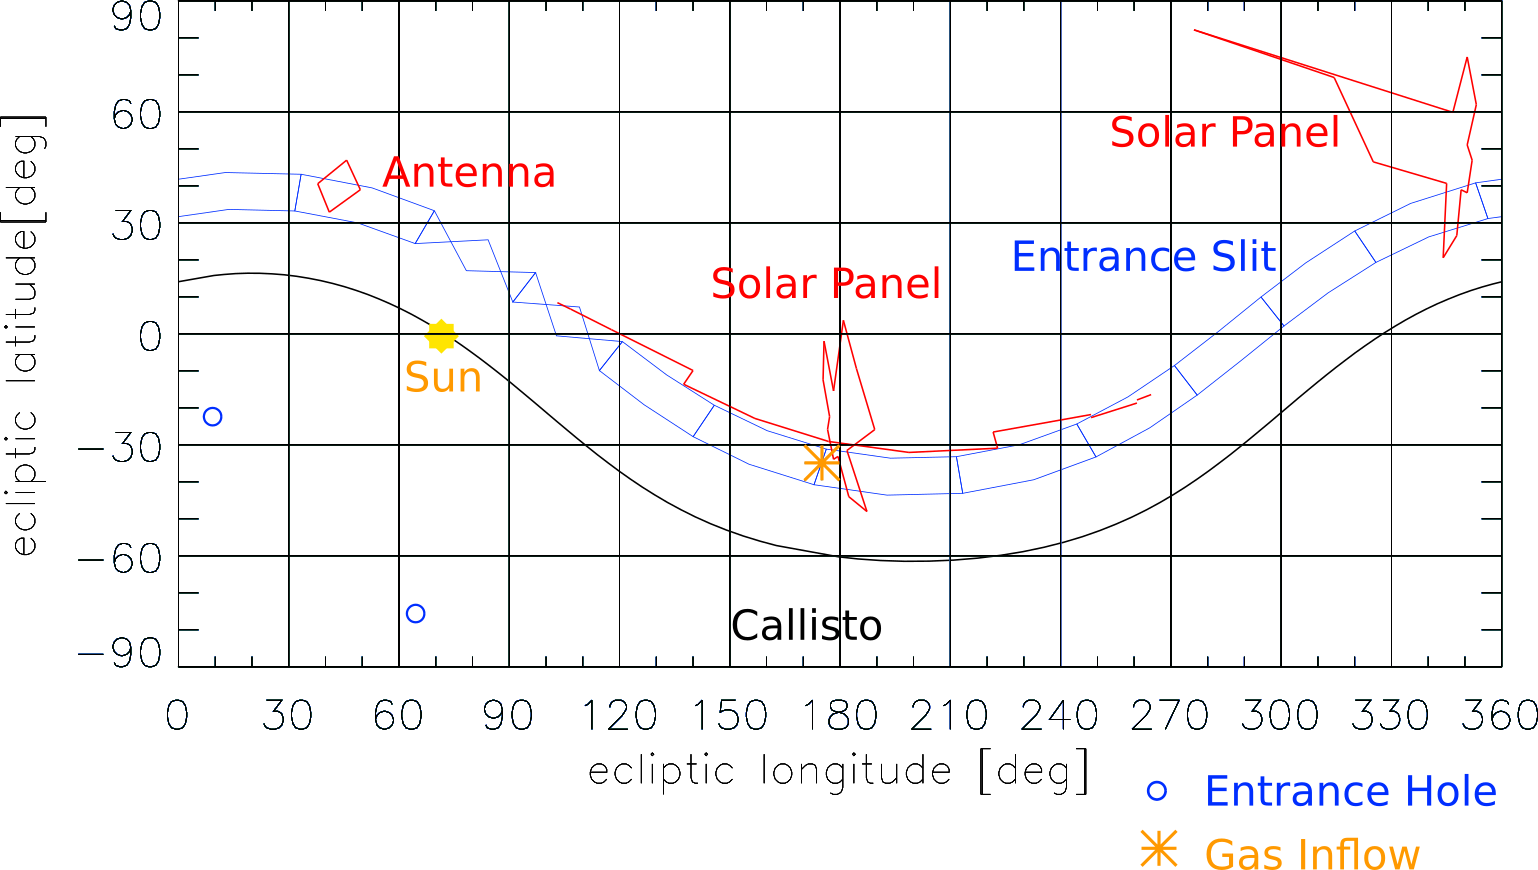 90
60
30
0
−30
−60
−90
ecliptic latitude[deg]
Antenna
Solar Panel
Entrance Slit
Solar Panel
Sun
Callisto
0 30 60 90 120 150 180 210 240 270 300 330 360
ecliptic longitude [deg]
Entrance Hole
Gas Inflow